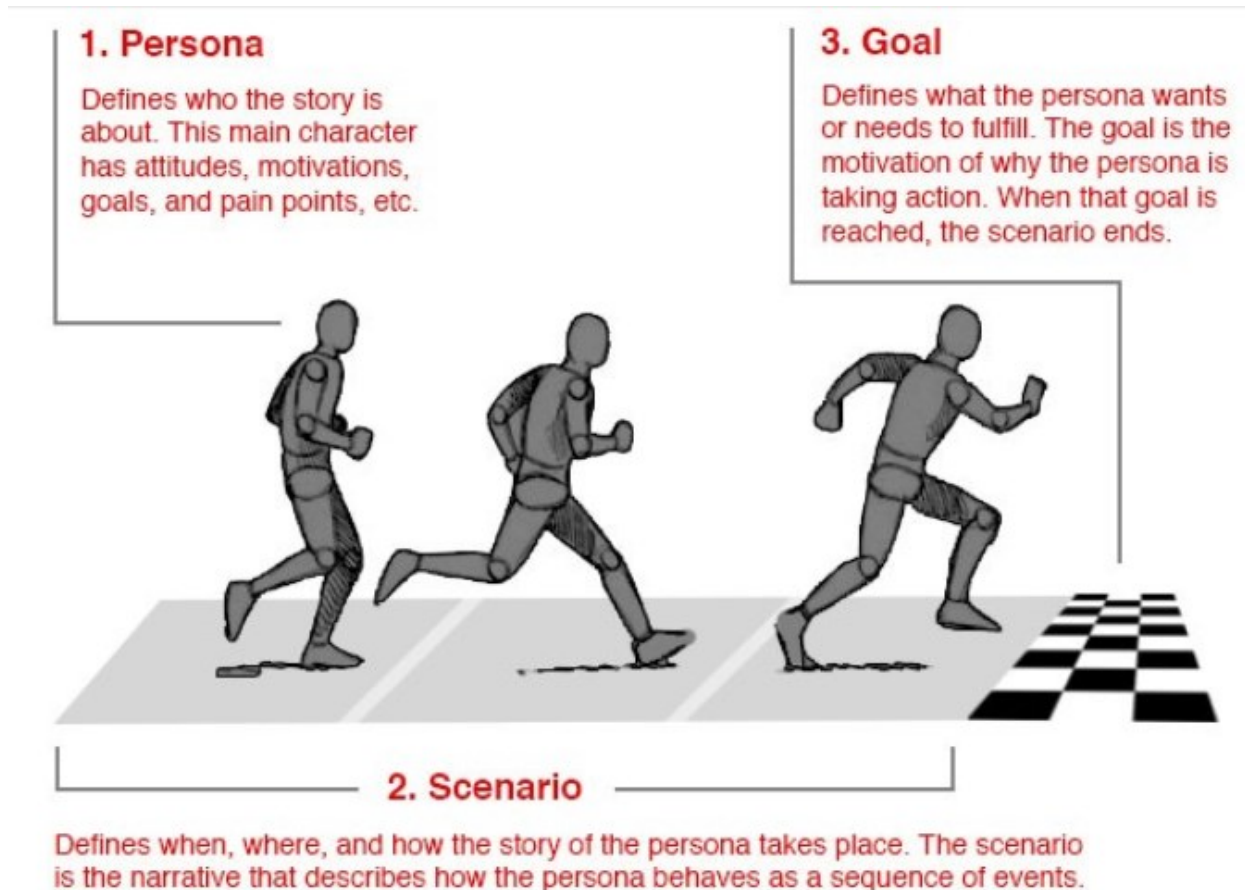 1. Persona
Defines who the story is
about. This main character
has attitudes, motivations,
goals, and pain points, etc.
3. Goal
Defines what the persona wants
or needs to fulfill. The goal is the
motivation of why the persona is
taking action. When that goal is
reached, the scenario ends.
2. Scenario
Defines when, where, and how the story of the persona takes place. The scenario
is the narrative that describes how the persona behaves as a sequence of events.